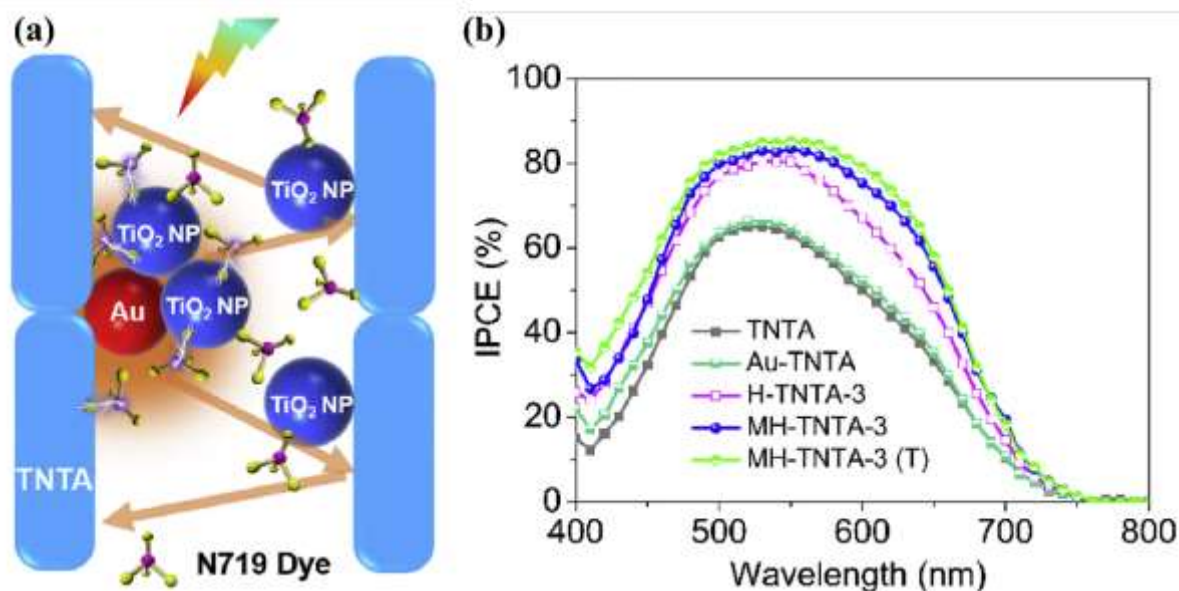 (a)
TiO2 NP
TiO2 NP
Au
TiO2 NP
TiO2 NP
TNTA
N719 Dye
(b)
100
80
60
40
20
0
IPCE (%)
TNTA
Au-TNTA
H-TNTA-3
MH-TNTA-3
MH-TNTA-3 (T)
400
500
600
700
800
Wavelength (nm)